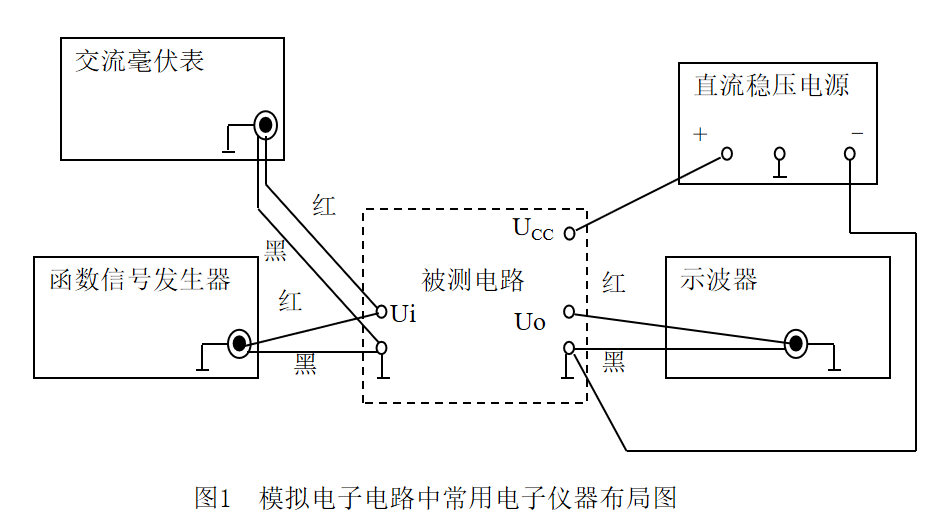 交流毫伏表
直流稳压电源
+
−
红
黑
UCC
函数信号发生器
红
黑
被测电路
Ui
Uo
红
黑
示波器
图1 模拟电子电路中常用电子仪器布局图